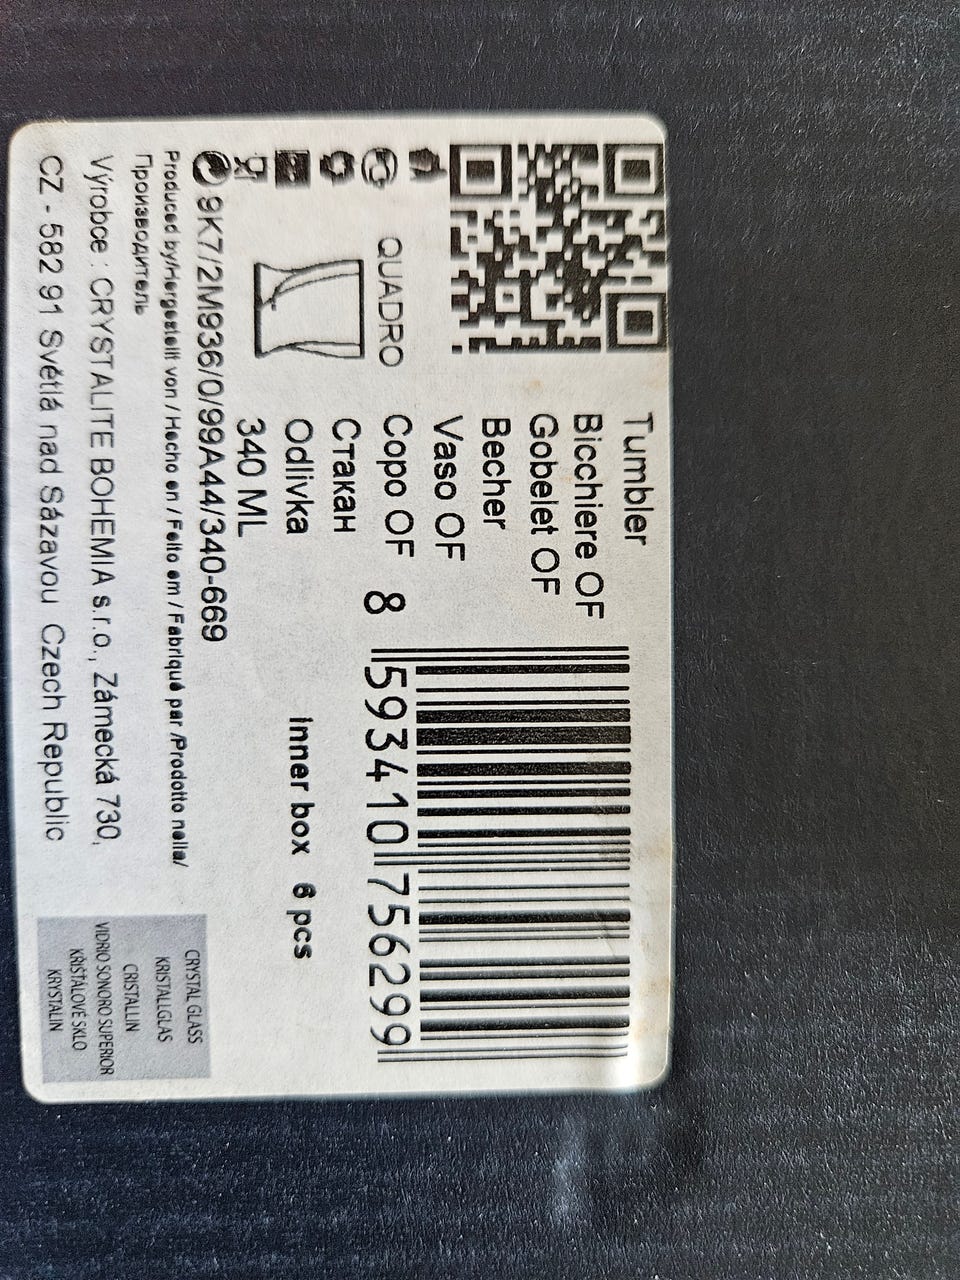 Tumbler
Bicchiere OF
Gobelet OF
Becher
Vaso OF
QUADRO
Copo OF
Стакан
Odlivka
340 ML
8 593410 756299
Inner box 6 pcs
9K7/2M936/0/99A44/340-669
Produced by/Hergestellt von / Hecho en / Feito em / Fabriqué par /Prodotto nella/
Производитель
Výrobce : CRYSTALITE BOHEMIA s.r.o., Zámecká 730,
CZ - 582 91 Světlá nad Sázavou Czech Republic
CRYSTAL GLASS
KRISTALLGLAS
CRISTALLIN
VIDRIO SONORO SUPERIOR
KŘIŠŤÁLOVÉ SKLO
KRYSTALIN